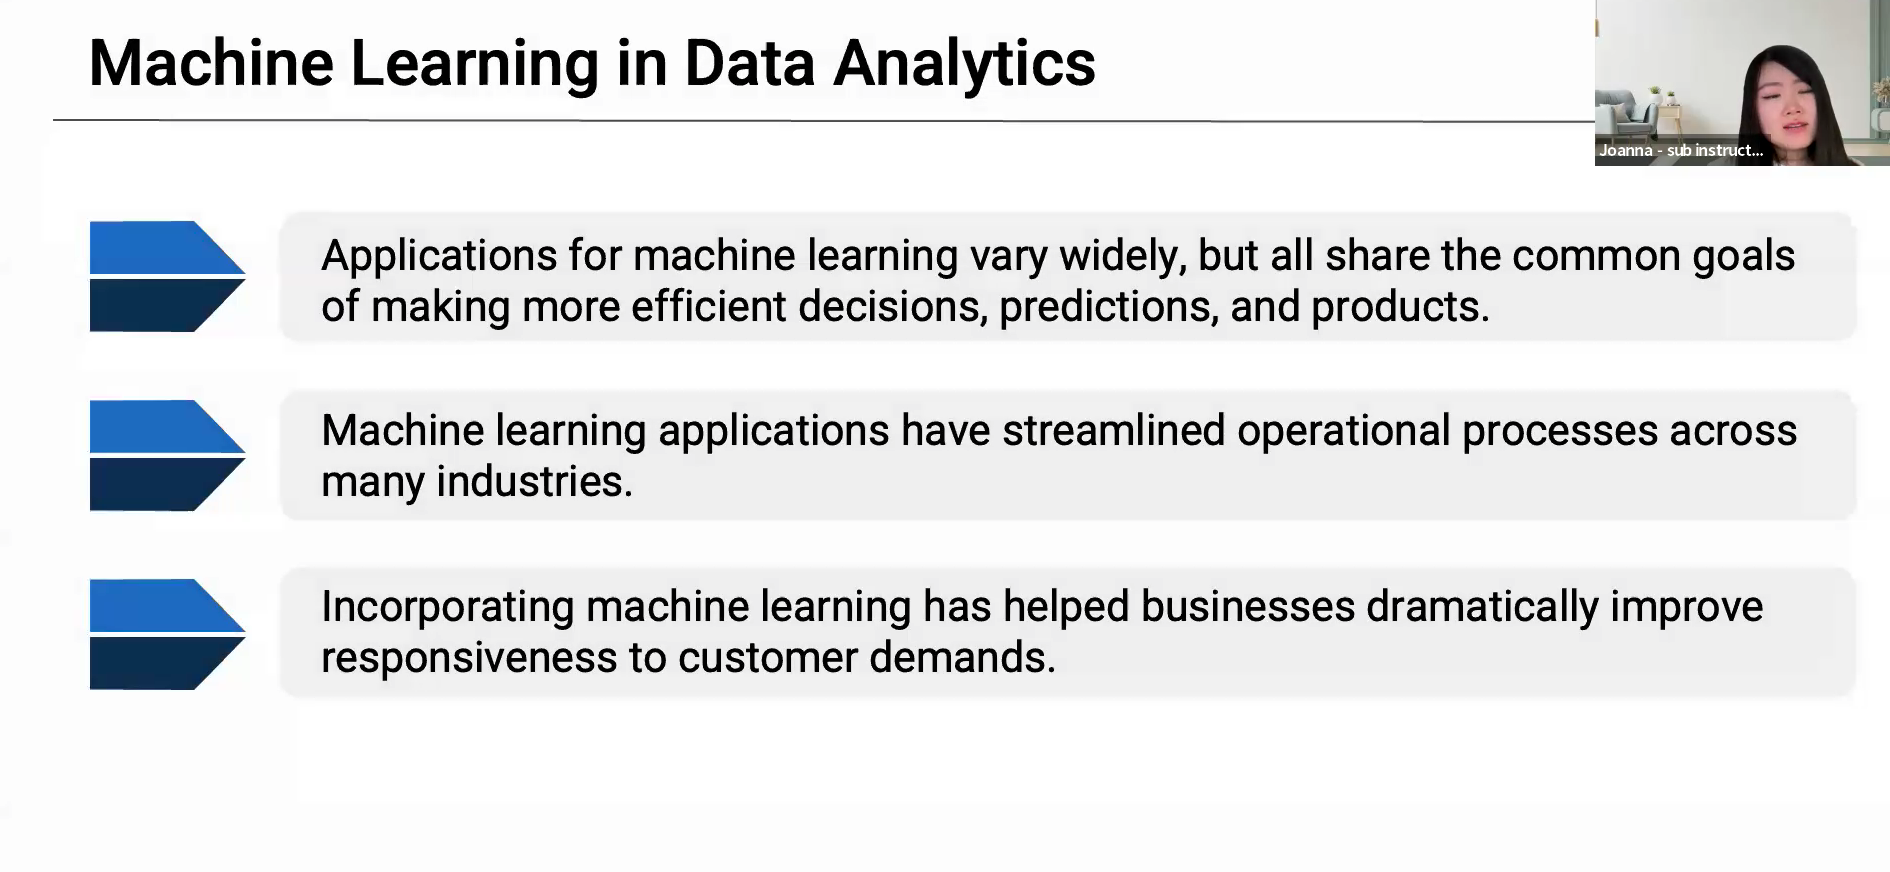 Machine Learning in Data Analytics
Joanna - sub instruct...
Applications for machine learning vary widely, but all share the common goals
of making more efficient decisions, predictions, and products.
Machine learning applications have streamlined operational processes across
many industries.
Incorporating machine learning has helped businesses dramatically improve
responsiveness to customer demands.